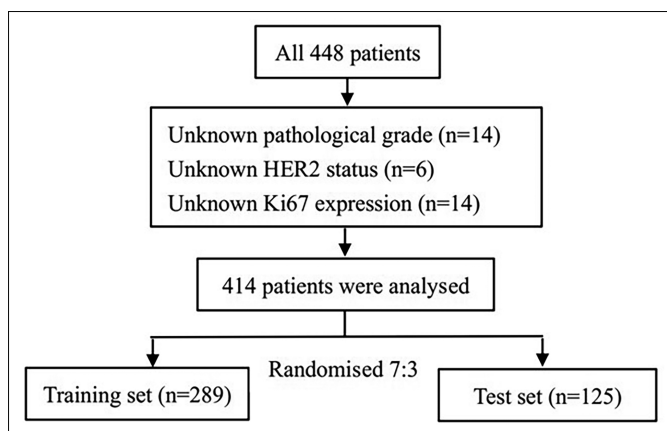 All 448 patients
Unknown pathological grade (n=14)
Unknown HER2 status (n=6)
Unknown Ki67 expression (n=14)
414 patients were analysed
Randomised 7:3
Training set (n=289)
Test set (n=125)